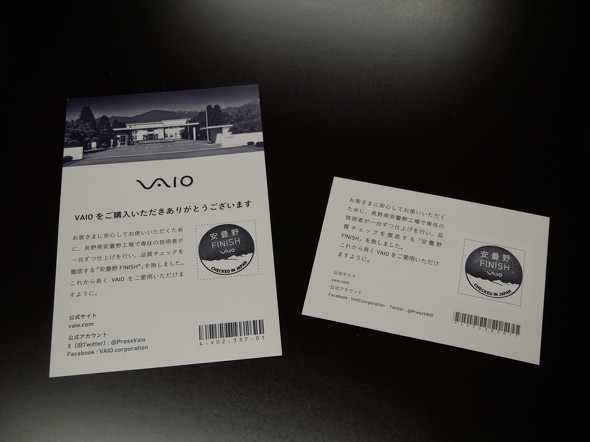 VAIO
VAIO をご購入いただきありがとうございます
お客さまに安心してお使いいただくため
に、長野県安曇野工場で専任の技術者が
一台ずつ仕上げを行い、品質チェックを
徹底する「安曇野 FINISH®」を施しました。
これから長く VAIO をご愛用いただけま
すように。
安曇野
FINISH
VAIO
CHECKED IN JAPAN
公式サイト
vaio.com
公式アカウント
X（旧Twitter）: @PressVaio
Facebook : VAIO.corporation
4-V02-337-01
お客さまに安心してお使いいただく
ために、長野県安曇野工場で専任の
技術者が一台ずつ仕上げを行い、品
質チェックを徹底する「安曇野
FINISH」を施しました。
これから長く VAIO をご愛用いただけ
ますように。
安曇野
FINISH
VAIO
CHECKED IN JAPAN
公式サイト
vaio.com
公式アカウント
Facebook : VAIO.corporation Twitter : @PressVAIO